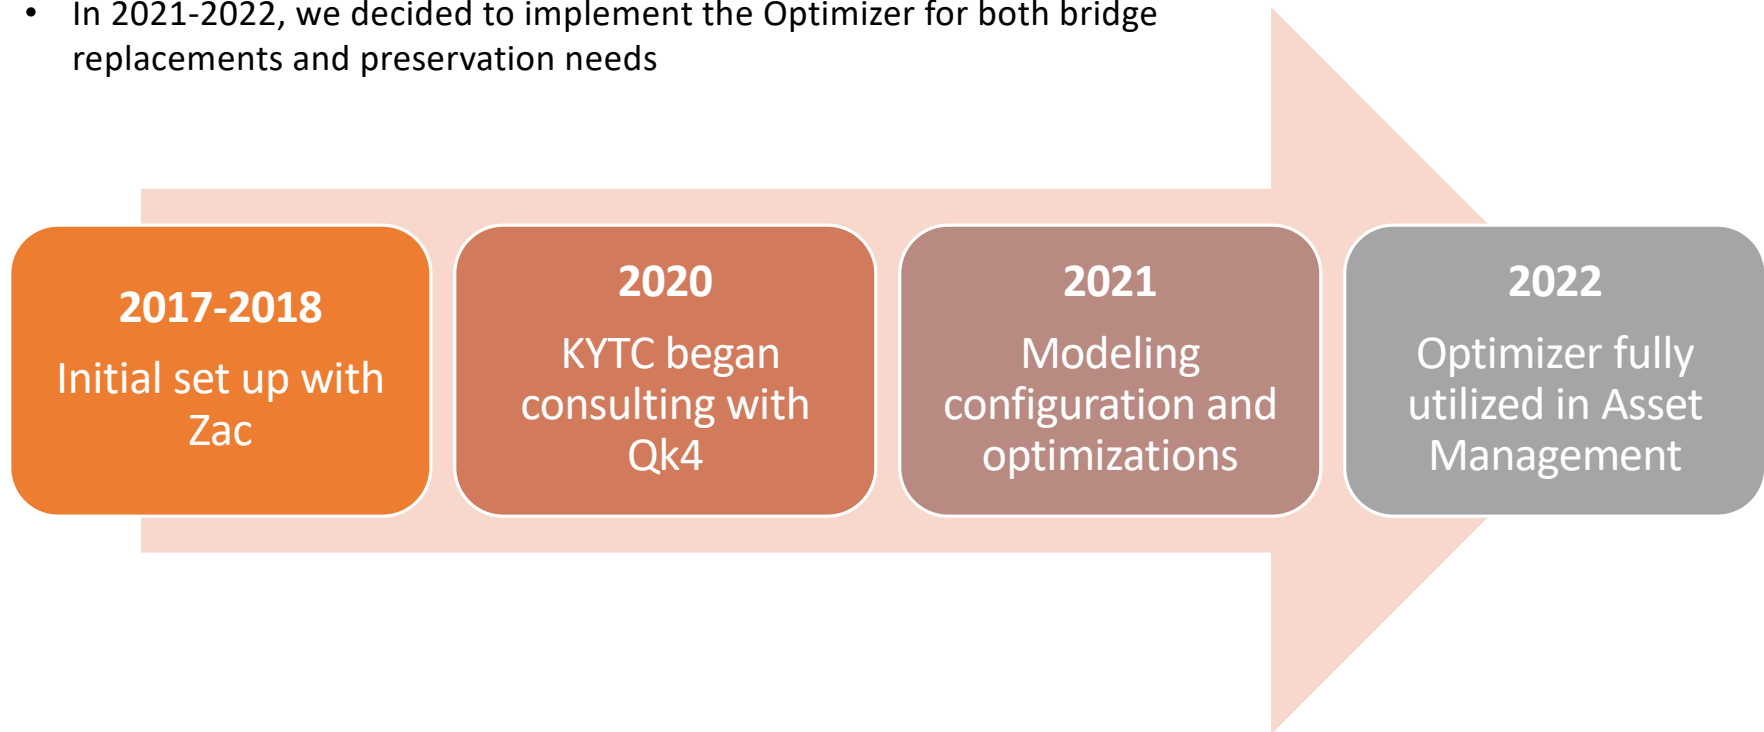 • In 2021-2022, we decided to implement the Optimizer for both bridge
replacements and preservation needs
2017-2018
Initial set up with
Zac
2020
KYTC began
consulting with
Qk4
2021
Modeling
configuration and
optimizations
2022
Optimizer fully
utilized in Asset
Management